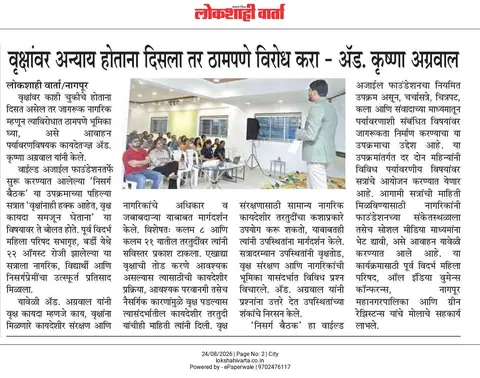 लोकशाही वार्ता
वृक्षांवर अन्याय होताना दिसला तर ठामपणे विरोध करा - ॲड. कृष्णा अग्रवाल
लोकशाही वार्ता/नागपूर
वृक्षांवर काही चुकीचे होताना
दिसत असेल तर जागरूक नागरिक
म्हणून त्याविरोधात ठामपणे भूमिका
घ्या, असे आवाहन
पर्यावरणविषयक कायदेतज्ज्ञ ॲड.
कृष्णा अग्रवाल यांनी केले.
वाईल्ड अजाईल फाउंडेशनतर्फे
सुरू करण्यात आलेल्या 'निसर्ग
बैठक' या उपक्रमाच्या पहिल्या
सत्रात 'वृक्षांनाही हक्क आहेत, वृक्ष
कायदा समजून घेताना' या
विषयावर ते बोलत होते. पूर्व विदर्भ
महिला परिषद सभागृह, बर्डी येथे
२२ ऑगस्ट रोजी झालेल्या या
सत्राला नागरिक, विद्यार्थी आणि
निसर्गप्रेमींचा उत्स्फूर्त प्रतिसाद
मिळाला.
यावेळी ॲड. अग्रवाल यांनी
वृक्ष कायदा म्हणजे काय, वृक्षांना
मिळणारे कायदेशीर संरक्षण आणि
नागरिकांचे अधिकार व
जबाबदाऱ्या याबाबत मार्गदर्शन
केले. विशेषतः कलम ८ आणि
कलम २१ यातील तरतुदींवर त्यांनी
सविस्तर प्रकाश टाकला. एखाद्या
वृक्षाची तोड करणे आवश्यक
असल्यास त्यासाठीची कायदेशीर
प्रक्रिया, आवश्यक परवानगी तसेच
नैसर्गिक कारणांमुळे वृक्ष पडल्यास
त्यासंदर्भातील कायदेशीर तरतुदी
यांचीही माहिती त्यांनी दिली. वृक्ष
संरक्षणासाठी सामान्य नागरिक
कायदेशीर तरतुदींचा कशाप्रकारे
उपयोग करू शकतो, याबाबतही
त्यांनी उपस्थितांना मार्गदर्शन केले.
सत्रादरम्यान उपस्थितांनी वृक्षतोड,
वृक्ष संरक्षण आणि नागरिकांची
भूमिका यासंदर्भात विविध प्रश्न
विचारले. ॲड. अग्रवाल यांनी
प्रश्नांना उत्तरे देत उपस्थितांच्या
शंकांचे निरसन केले.
'निसर्ग बैठक' हा वाईल्ड
अजाईल फाउंडेशनचा नियमित
उपक्रम असून, चर्चासत्रे, चित्रपट,
कला आणि संवादाच्या माध्यमातून
पर्यावरणाशी संबंधित विषयांवर
जागरूकता निर्माण करण्याचा या
उपक्रमाचा उद्देश आहे. या
उपक्रमांतर्गत दर दोन महिन्यांनी
विविध पर्यावरणीय विषयांवर
सत्रांचे आयोजन करण्यात येणार
आहे. आगामी सत्रांची माहिती
मिळविण्यासाठी नागरिकांनी
फाउंडेशनच्या संकेतस्थळाला
तसेच सोशल मीडिया माध्यमांना
भेट द्यावी, असे आवाहन यावेळी
करण्यात आले आहे. या
कार्यक्रमासाठी पूर्व विदर्भ महिला
परिषद, ऑल इंडिया वुमेन्स
कॉन्फरन्स, नागपूर
महानगरपालिका आणि ग्रीन
रेझिस्टन्स यांचे मोलाचे सहकार्य
लाभले.
24/08/2026 | Page No: 2 | City
lokshahivarta.co.in
Powered by - ePaperwale | 9702476117